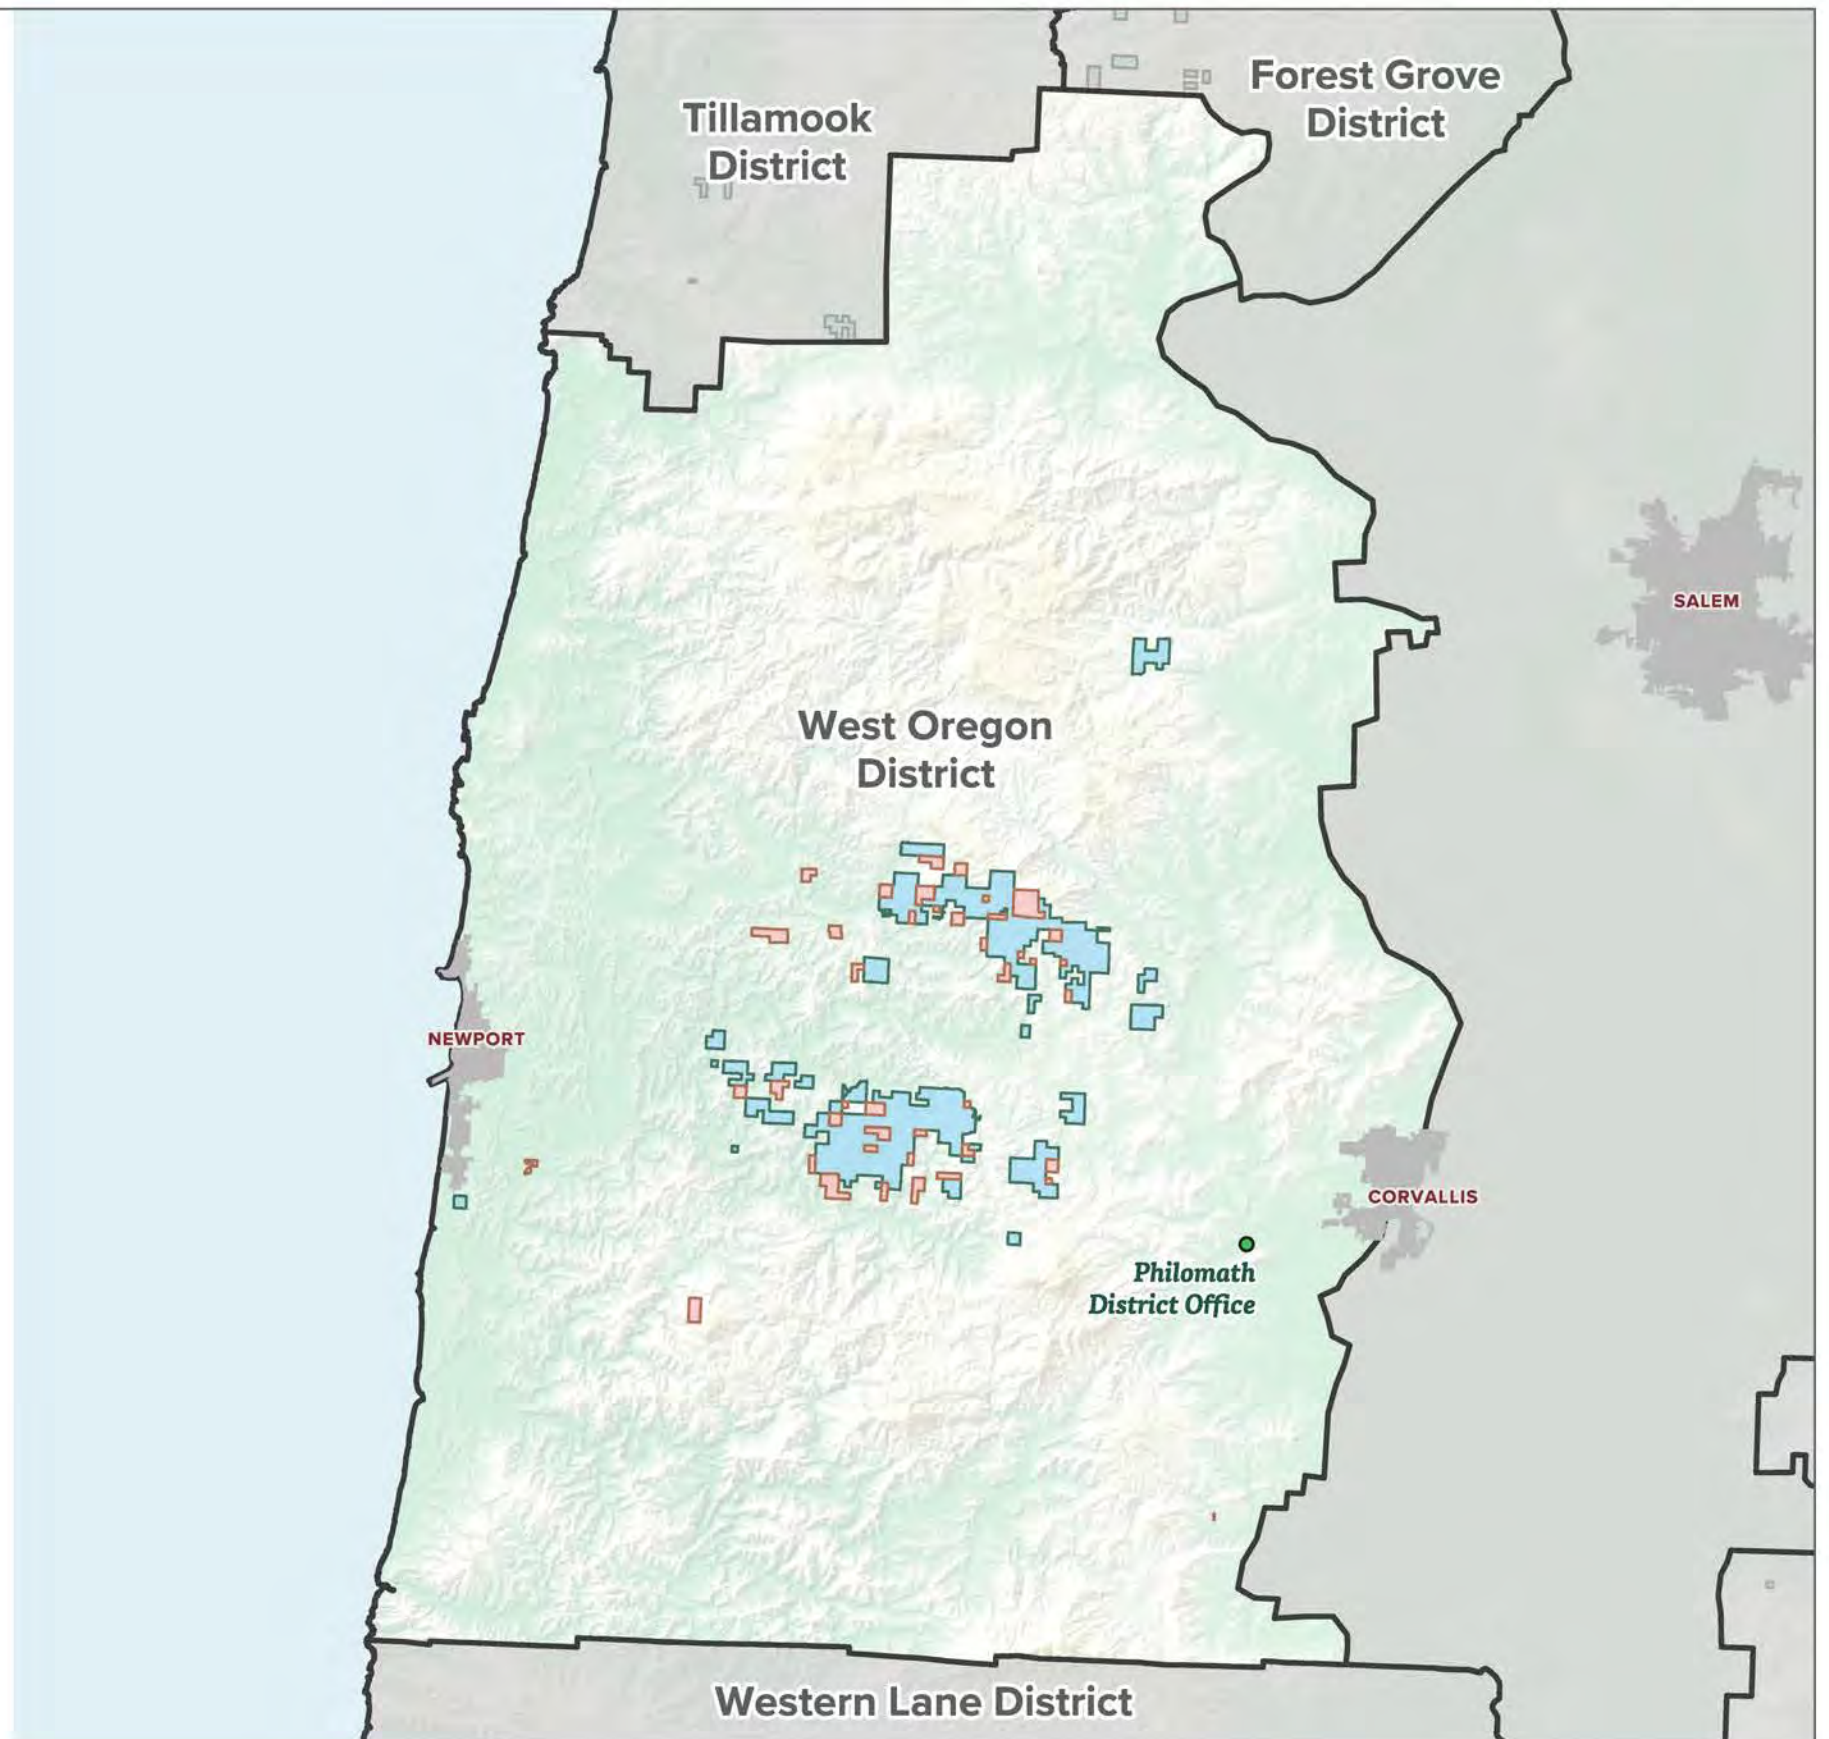 Forest Grove
District
Tillamook
District
SALEM
West Oregon
District
NEWPORT
CORVALLIS
Philomath
District Office
Western Lane District